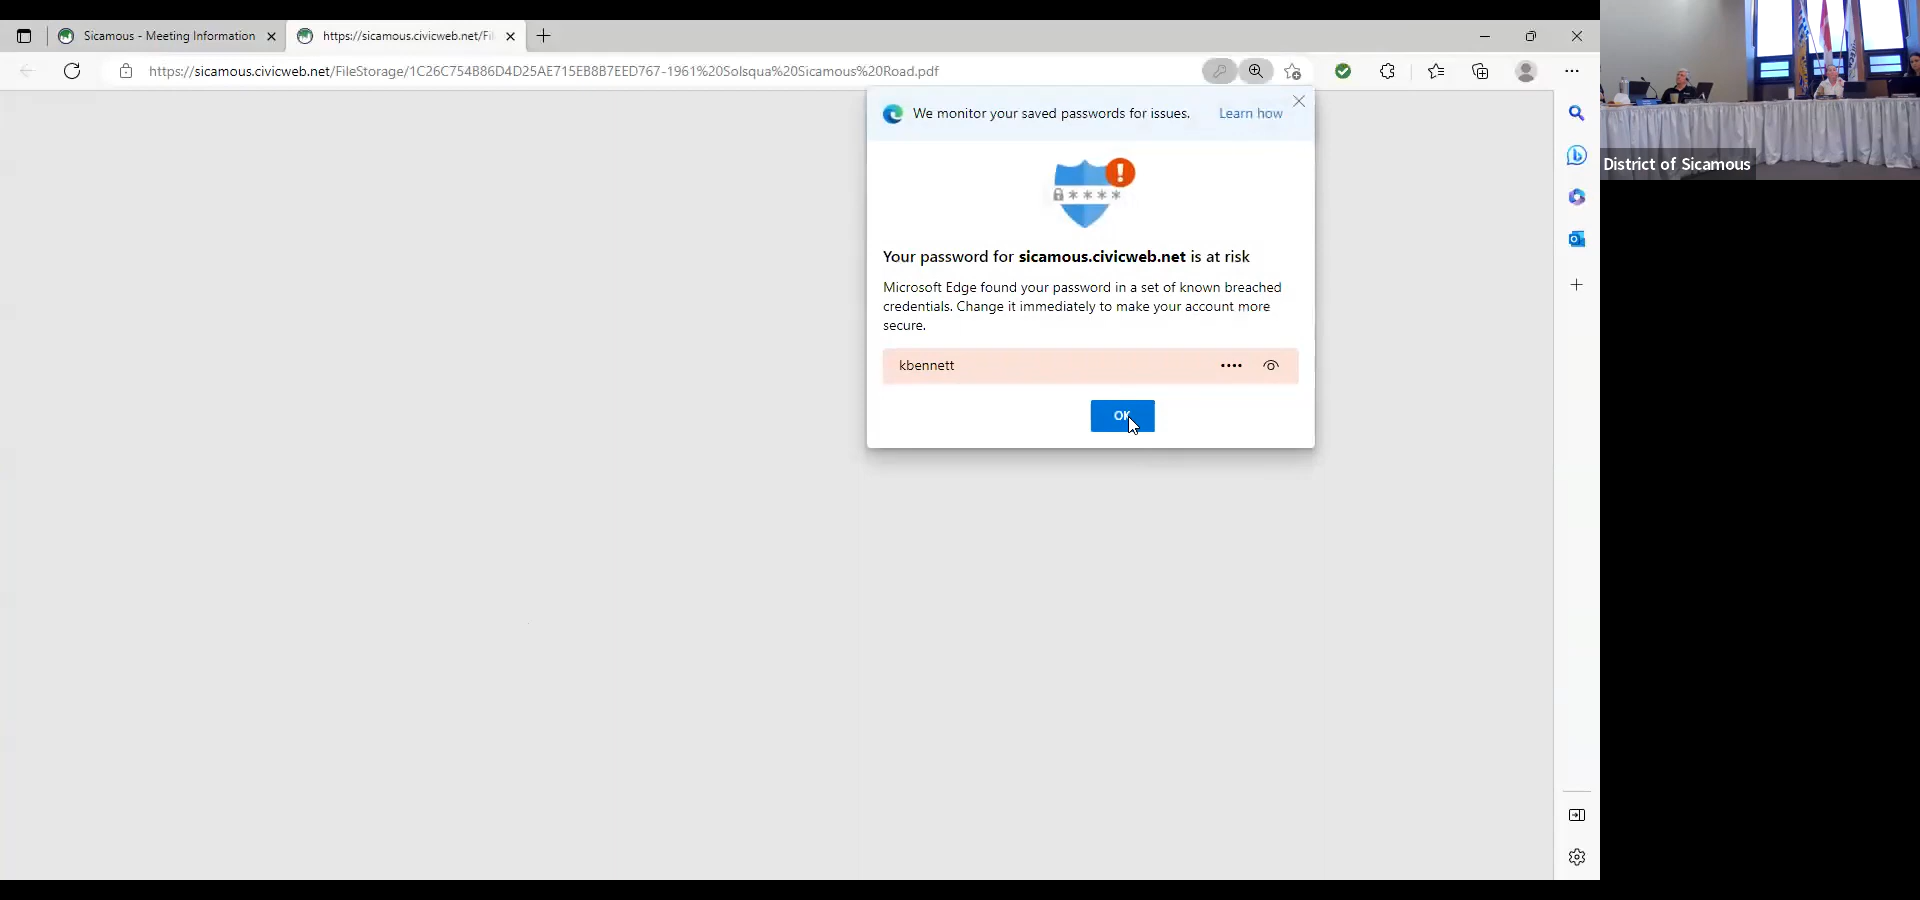 Sicamous - Meeting Information
https://sicamous.civicweb.net/Fi
https://sicamous.civicweb.net/FileStorage/1C26C754B86D4D25AE715EB8B7EED767-1961%20Solsqua%20Sicamous%20Road.pdf
We monitor your saved passwords for issues. Learn how
Your password for sicamous.civicweb.net is at risk
Microsoft Edge found your password in a set of known breached
credentials. Change it immediately to make your account more
secure.
kbennett ••••
OK
District of Sicamous